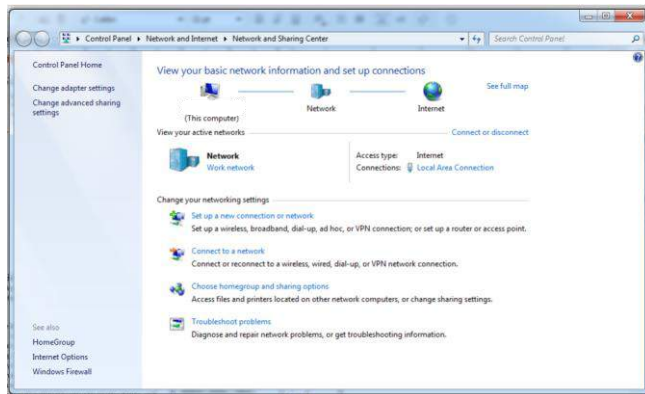 Control Panel ▸ Network and Internet ▸ Network and Sharing Center
Search Control Panel
Control Panel Home
Change adapter settings
Change advanced sharing
settings
View your basic network information and set up connections
See full map
(This computer)
Network
Internet
View your active networks
Connect or disconnect
Network
Work network
Access type: Internet
Connections: Local Area Connection
Change your networking settings
Set up a new connection or network
Set up a wireless, broadband, dial-up, ad hoc, or VPN connection; or set up a router or access point.
Connect to a network
Connect or reconnect to a wireless, wired, dial-up, or VPN network connection.
Choose homegroup and sharing options
Access files and printers located on other network computers, or change sharing settings.
Troubleshoot problems
Diagnose and repair network problems, or get troubleshooting information.
See also
HomeGroup
Internet Options
Windows Firewall